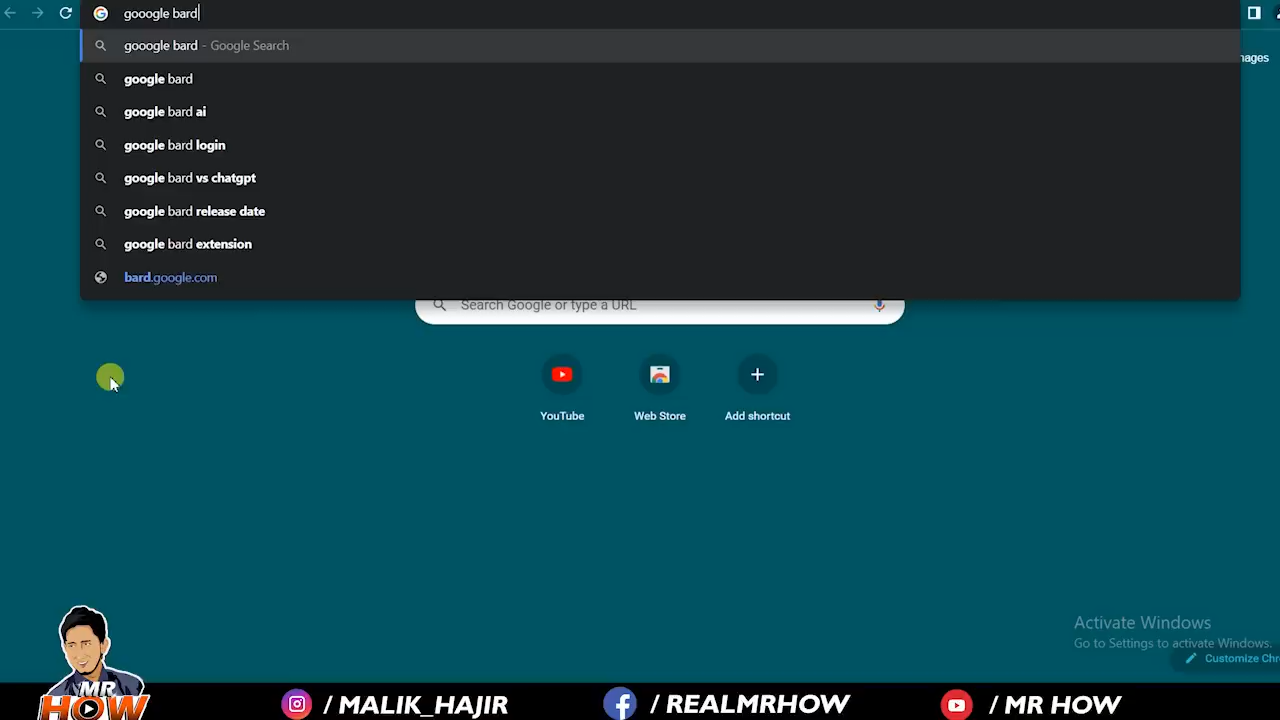 gooogle bard
gooogle bard - Google Search
google bard
google bard ai
google bard login
google bard vs chatgpt
google bard release date
google bard extension
bard.google.com
Search Google or type a URL
YouTube
Web Store
Add shortcut
Activate Windows
Go to Settings to activate Windows.
Customize Chr
MR
HOW
/ MALIK_HAJIR
/ REALMRHOW
/ MR HOW